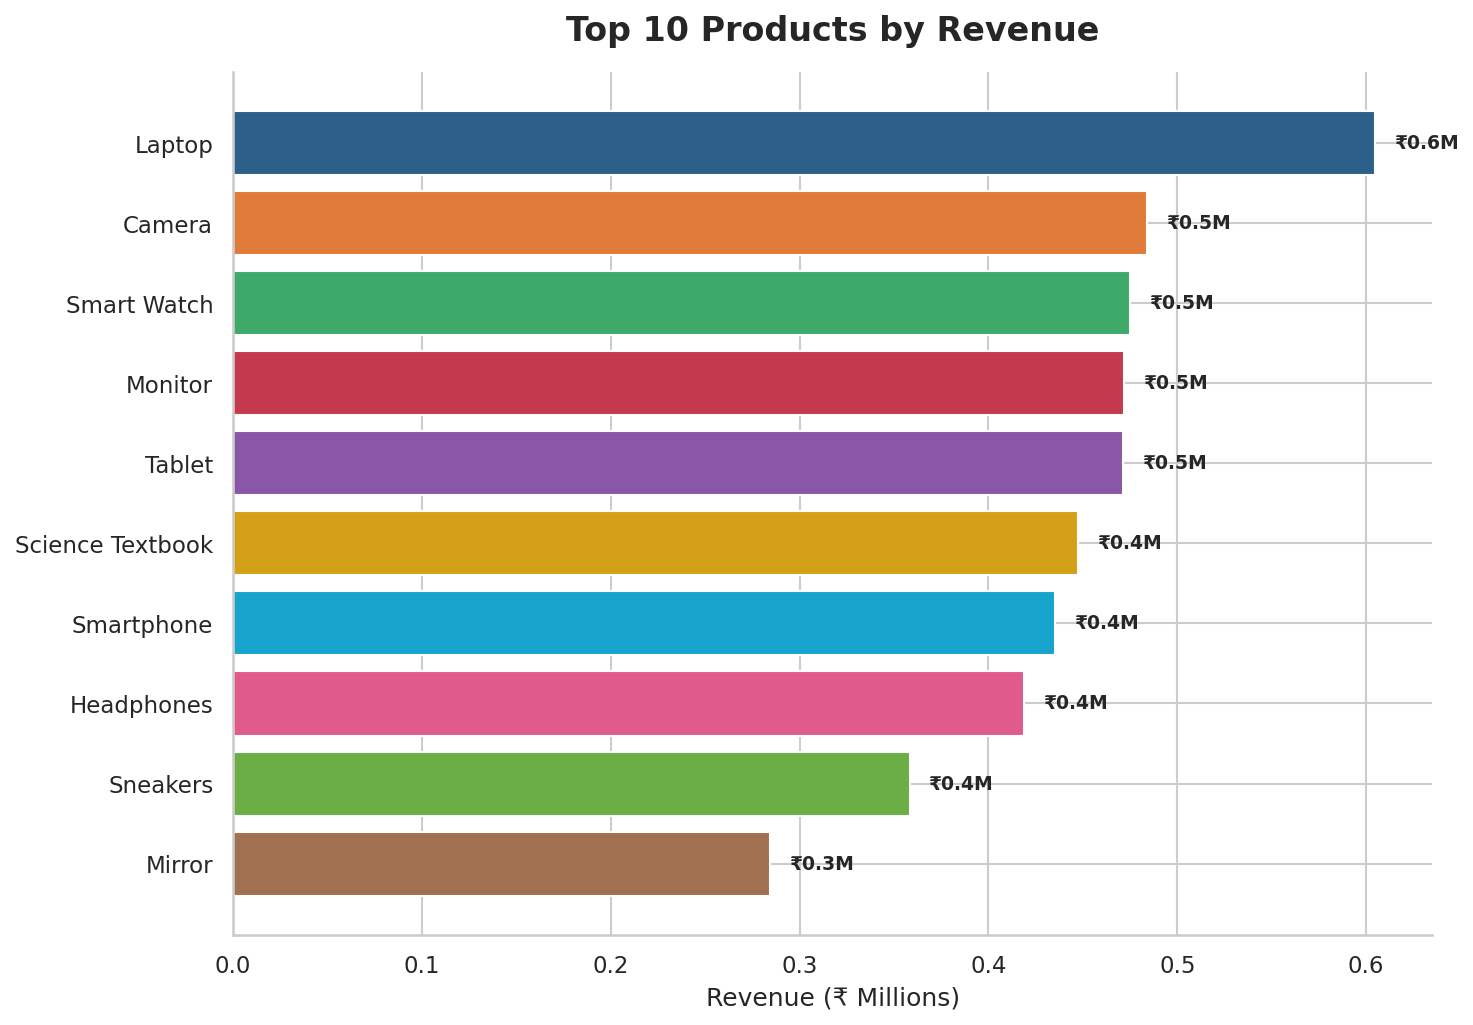 Top 10 Products by Revenue
Laptop
₹0.6M
Camera
₹0.5M
Smart Watch
₹0.5M
Monitor
₹0.5M
Tablet
₹0.5M
Science Textbook
₹0.4M
Smartphone
₹0.4M
Headphones
₹0.4M
Sneakers
₹0.4M
Mirror
₹0.3M
0.0 0.1 0.2 0.3 0.4 0.5 0.6
Revenue (₹ Millions)